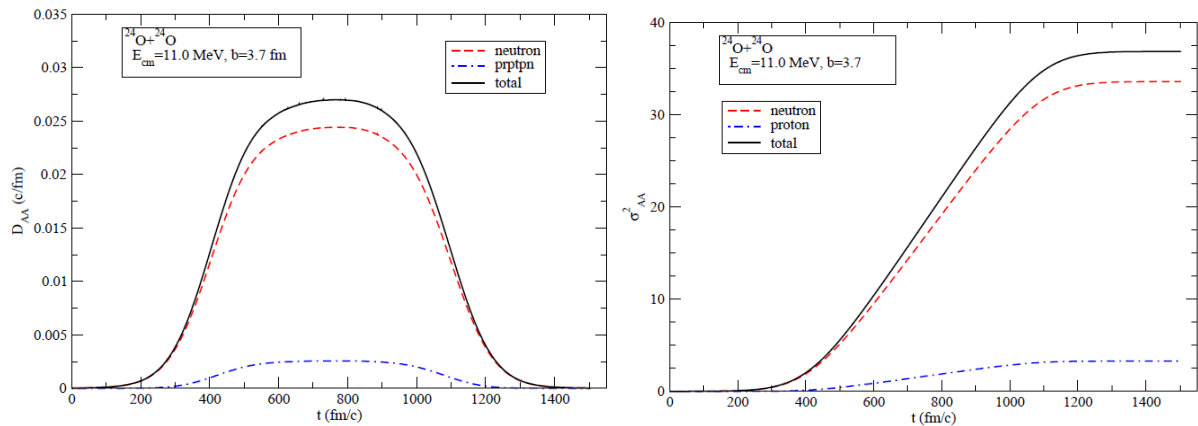 0.035
0.03
0.025
0.02
0.015
0.01
0.005
0
D_AA (c/fm)
24O+24O
E_cm=11.0 MeV, b=3.7 fm
neutron
prptpn
total
0 200 400 600 800 1000 1200 1400
t (fm/c)
40
30
20
10
0
σ²_AA
24O+24O
E_cm=11.0 MeV, b=3.7
neutron
proton
total
0 200 400 600 800 1000 1200 1400
t (fm/c)